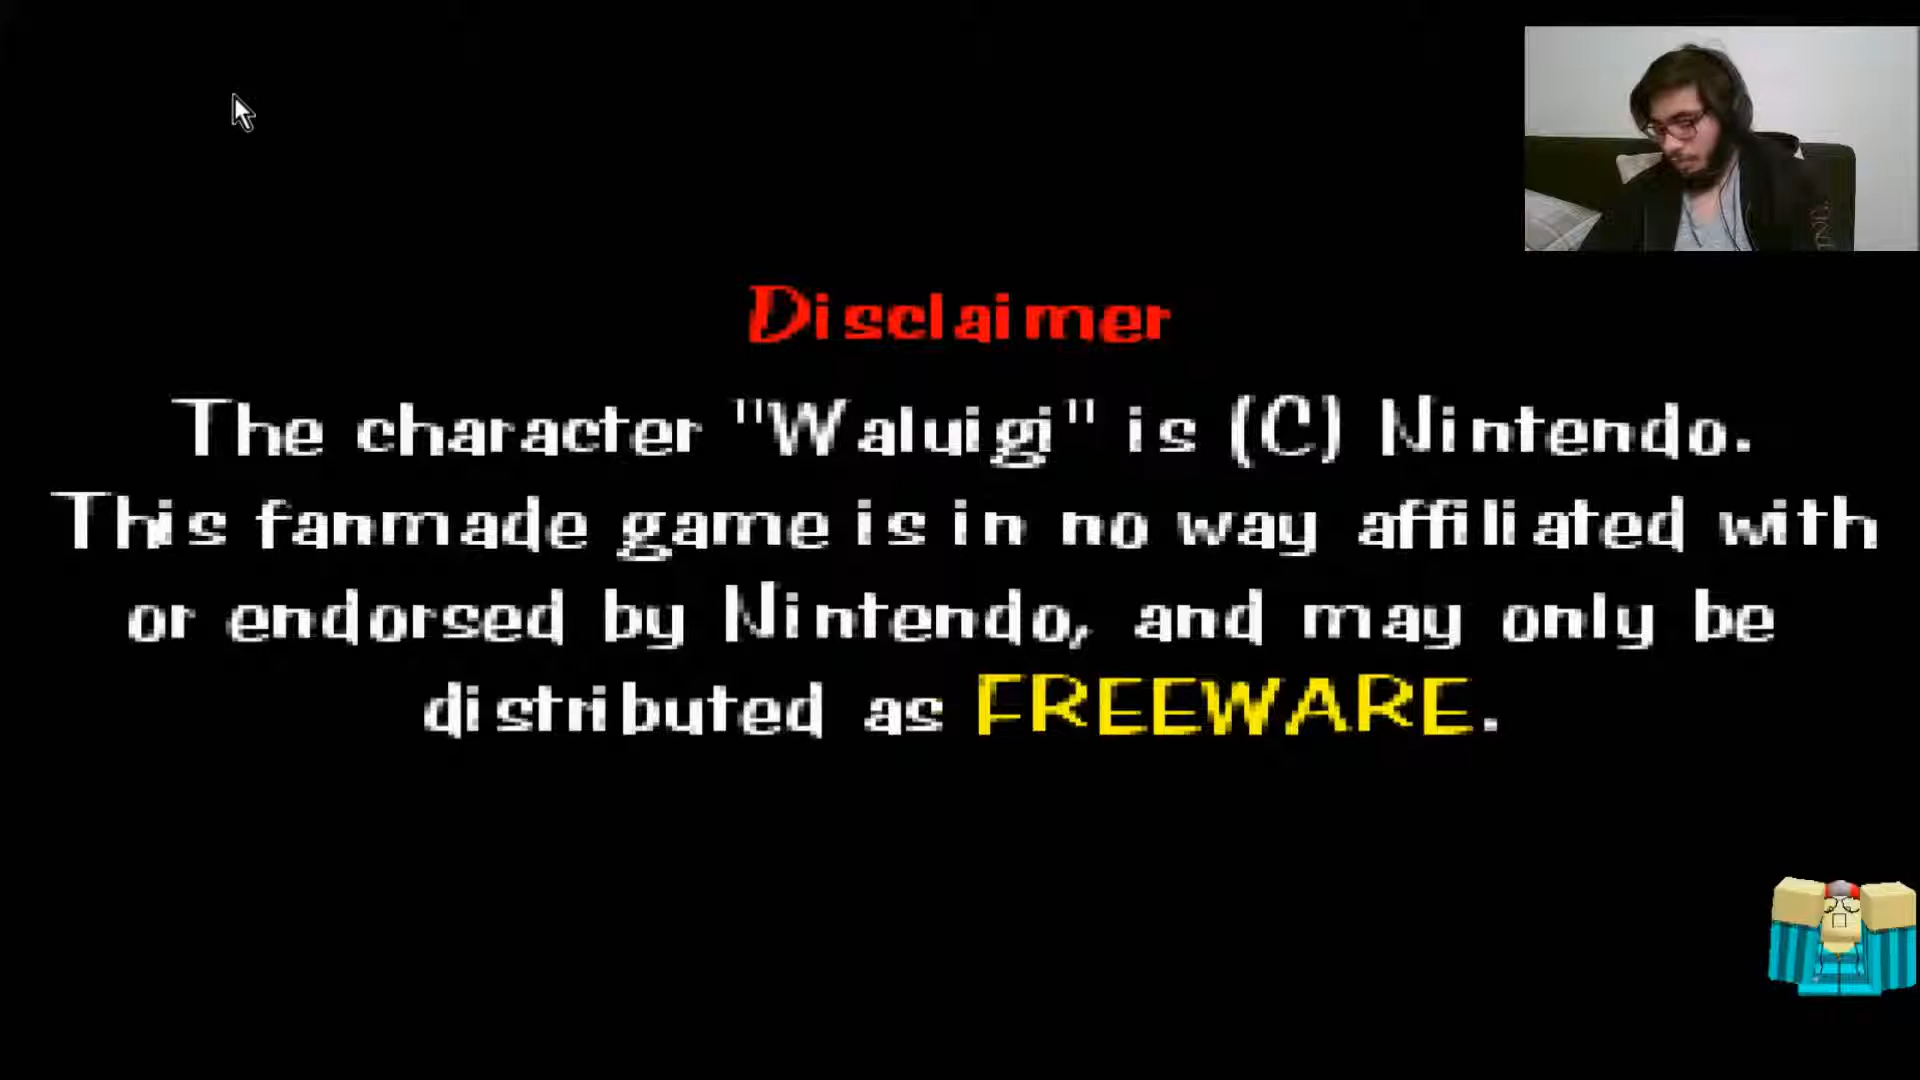 Disclaimer
The character "Waluigi" is (C) Nintendo.
This fanmade game is in no way affiliated with
or endorsed by Nintendo, and may only be
distributed as FREEWARE.